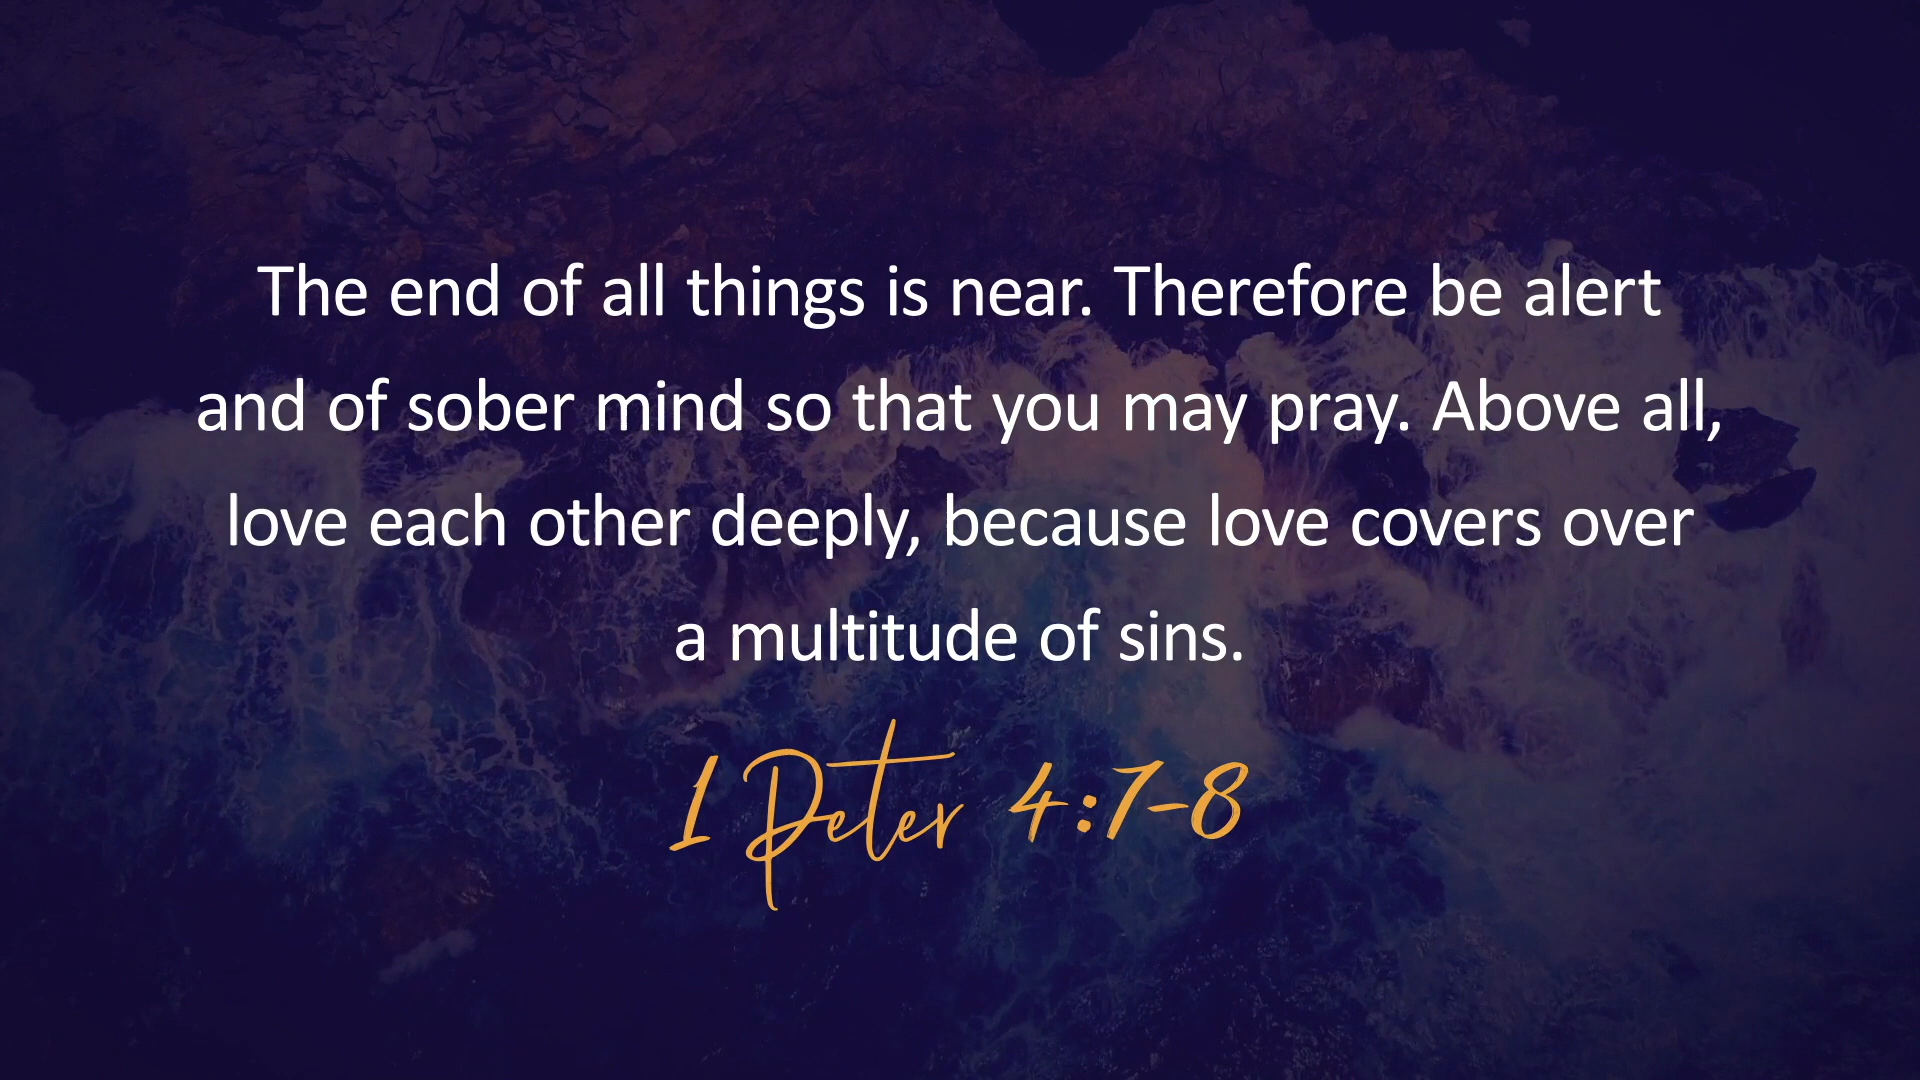 The end of all things is near. Therefore be alert
and of sober mind so that you may pray. Above all,
love each other deeply, because love covers over
a multitude of sins.
1 Peter 4:7-8